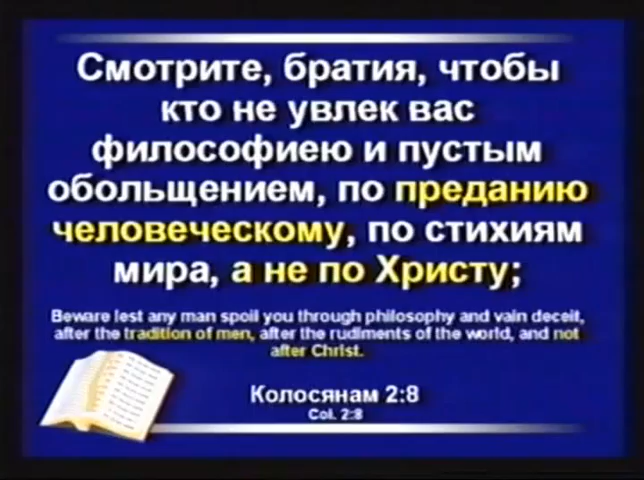 Смотрите, братия, чтобы
кто не увлек вас
философиею и пустым
обольщением, по преданию
человеческому, по стихиям
мира, а не по Христу;
Beware lest any man spoil you through philosophy and vain deceit,
after the tradition of men, after the rudiments of the world, and not
after Christ.
Колосянам 2:8
Col. 2:8